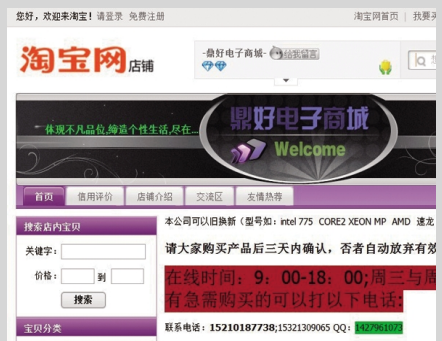 您好，欢迎来淘宝！请登录 免费注册
淘宝网首页 | 我要
淘宝网店铺
-鼎好电子商城- 给我留言
体现不凡品位,缔造个性生活,尽在...
鼎好电子商城
Welcome
首页 信用评价 店铺介绍 交流区 友情热荐
搜索店内宝贝
关键字：
价格： 到
搜索
宝贝分类
本公司可以旧换新（型号如：intel 775 CORE2 XEON MP AMD 速龙
请大家购买产品后三天内确认，否者自动放弃有效
在线时间：9：00-18：00;周三与周
有急需购买的可以打以下电话:
联系电话：15210187738;15321309065 QQ：1427961073